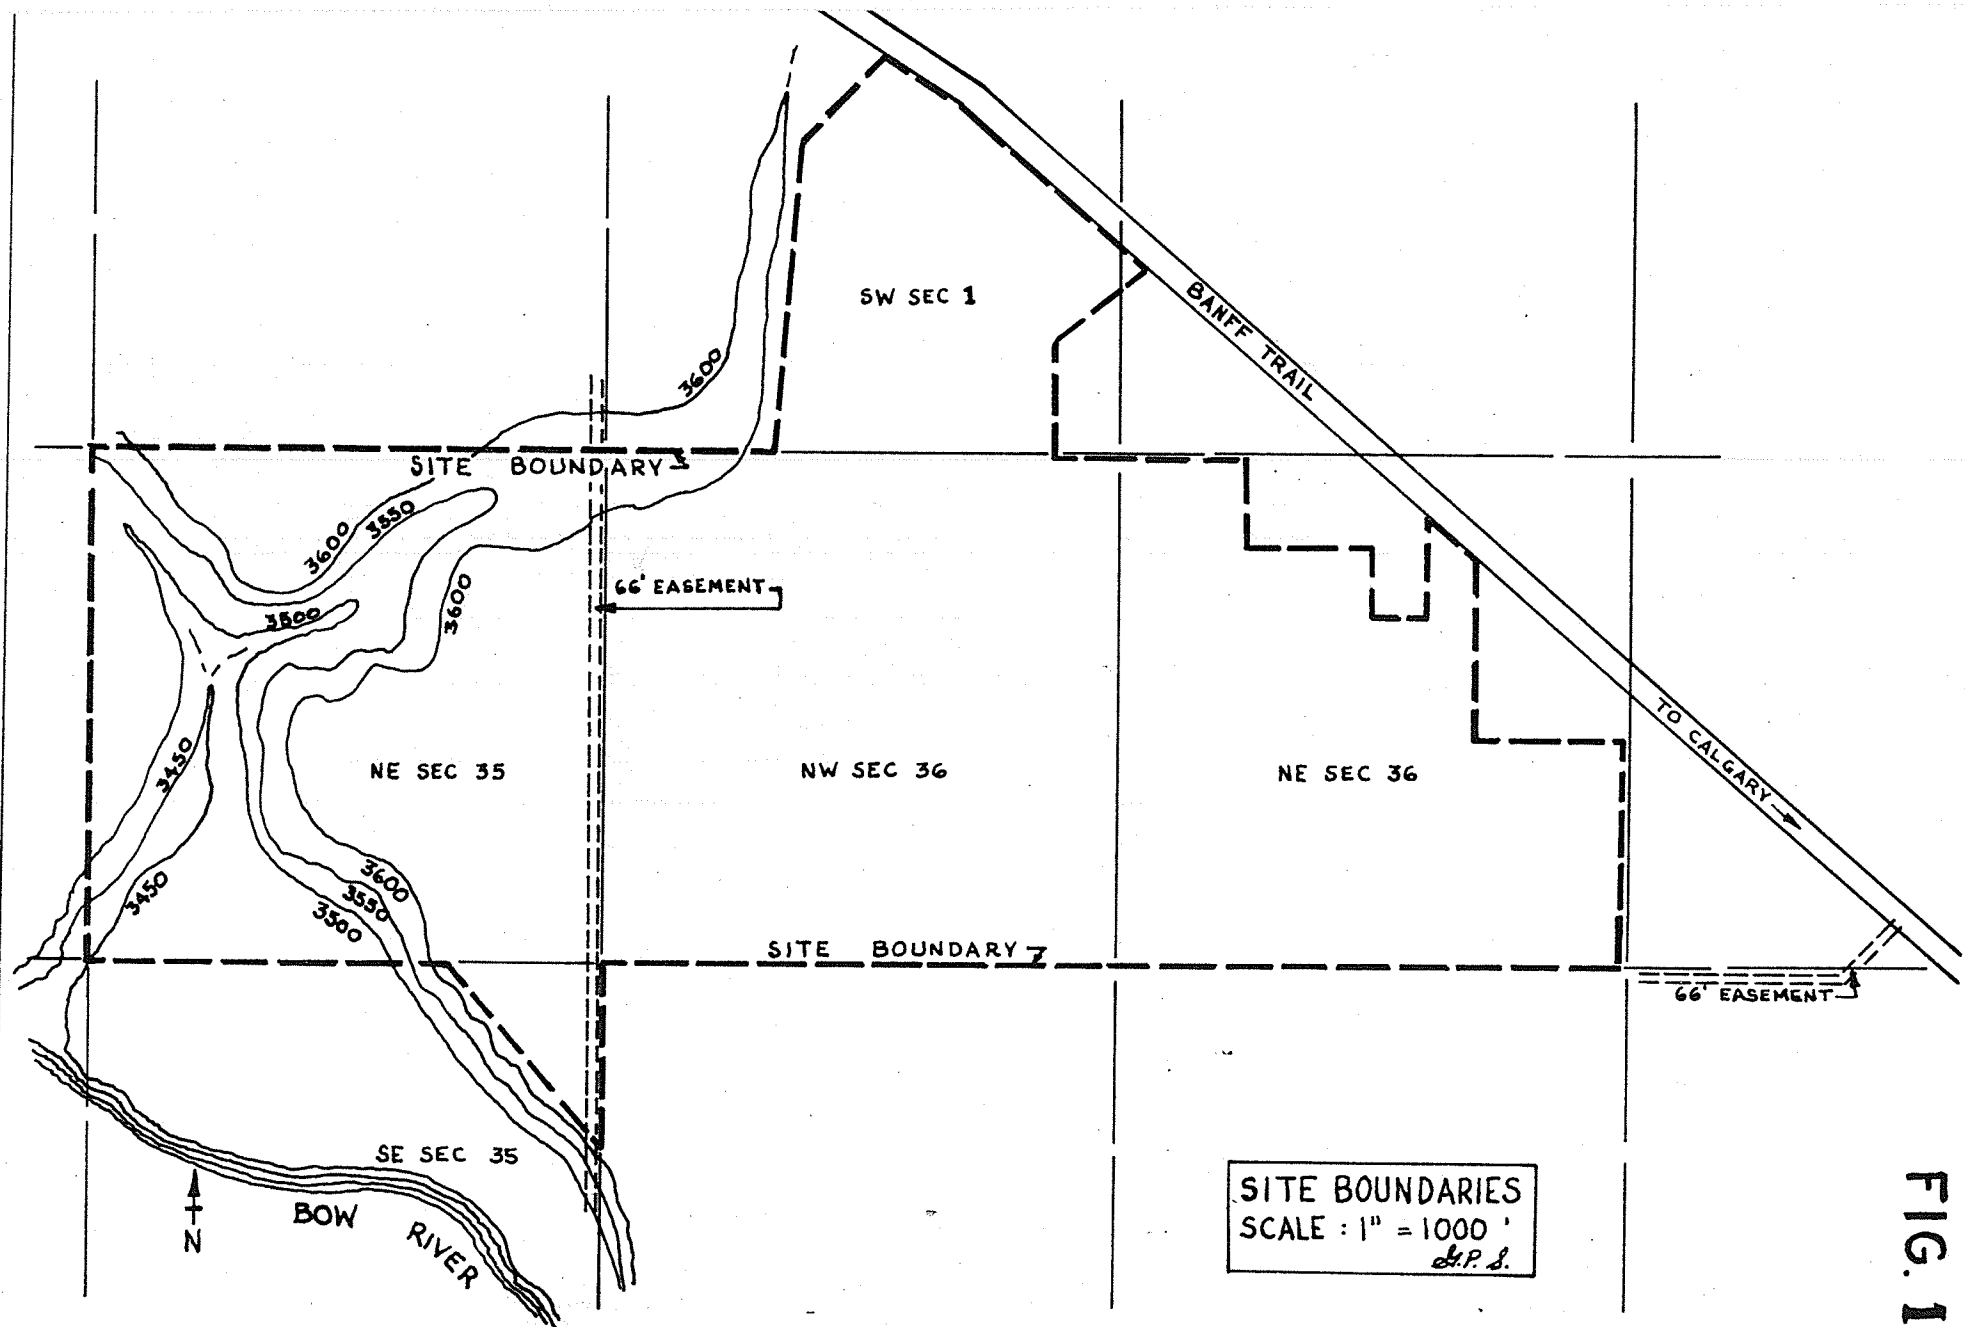 SW SEC 1
BANFF TRAIL
3600
SITE BOUNDARY
3600
3550
66' EASEMENT
3600
3500
TO CALGARY
3450
NE SEC 35
NW SEC 36
NE SEC 36
3450
3600
3550
3500
SITE BOUNDARY
66' EASEMENT
SE SEC 35
N
BOW RIVER
SITE BOUNDARIES
SCALE : 1" = 1000 '
G.P. S.
FIG. 1